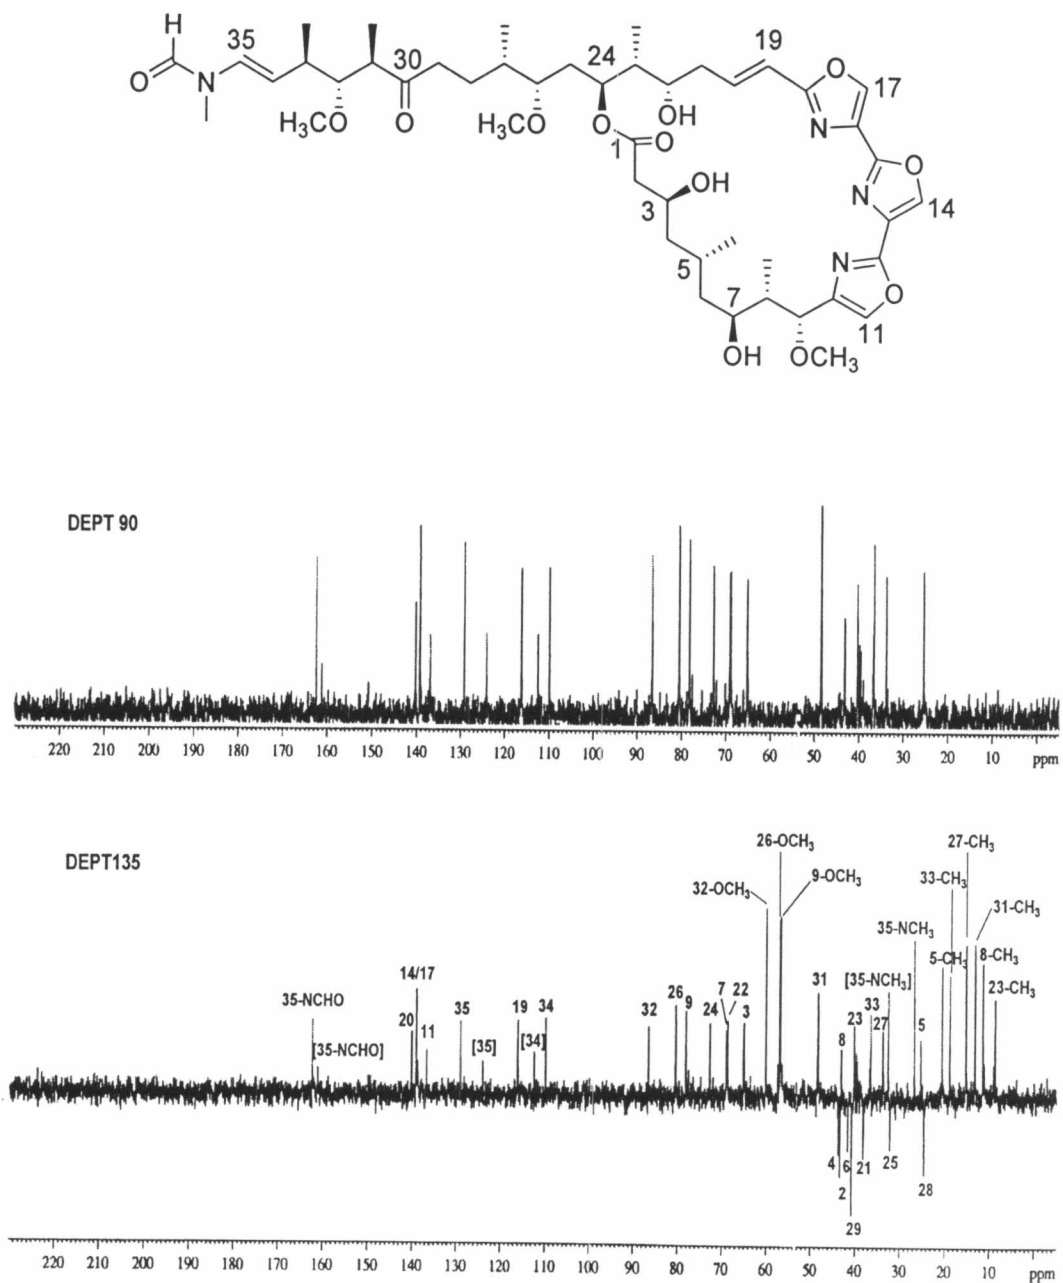 H
35
30
24
19
O
N
H₃CO
O
H₃CO
O
OH
O
N
17
1
O
3
OH
N
O
14
5
7
N
O
11
OH
OCH₃
DEPT 90
220 210 200 190 180 170 160 150 140 130 120 110 100 90 80 70 60 50 40 30 20 10 ppm
DEPT135
26-OCH₃
27-CH₃
9-OCH₃
33-CH₃
32-OCH₃
31-CH₃
35-NCH₃
5-CH₃
8-CH₃
[35-NCH₃]
23-CH₃
14/17
35-NCHO
[35-NCHO]
20
11
35
[35]
19
[34]
34
32
26
9
24
7
22
3
31
8
23
33
27
5
4
6
21
25
2
28
29
220 210 200 190 180 170 160 150 140 130 120 110 100 90 80 70 60 50 40 30 20 10 ppm